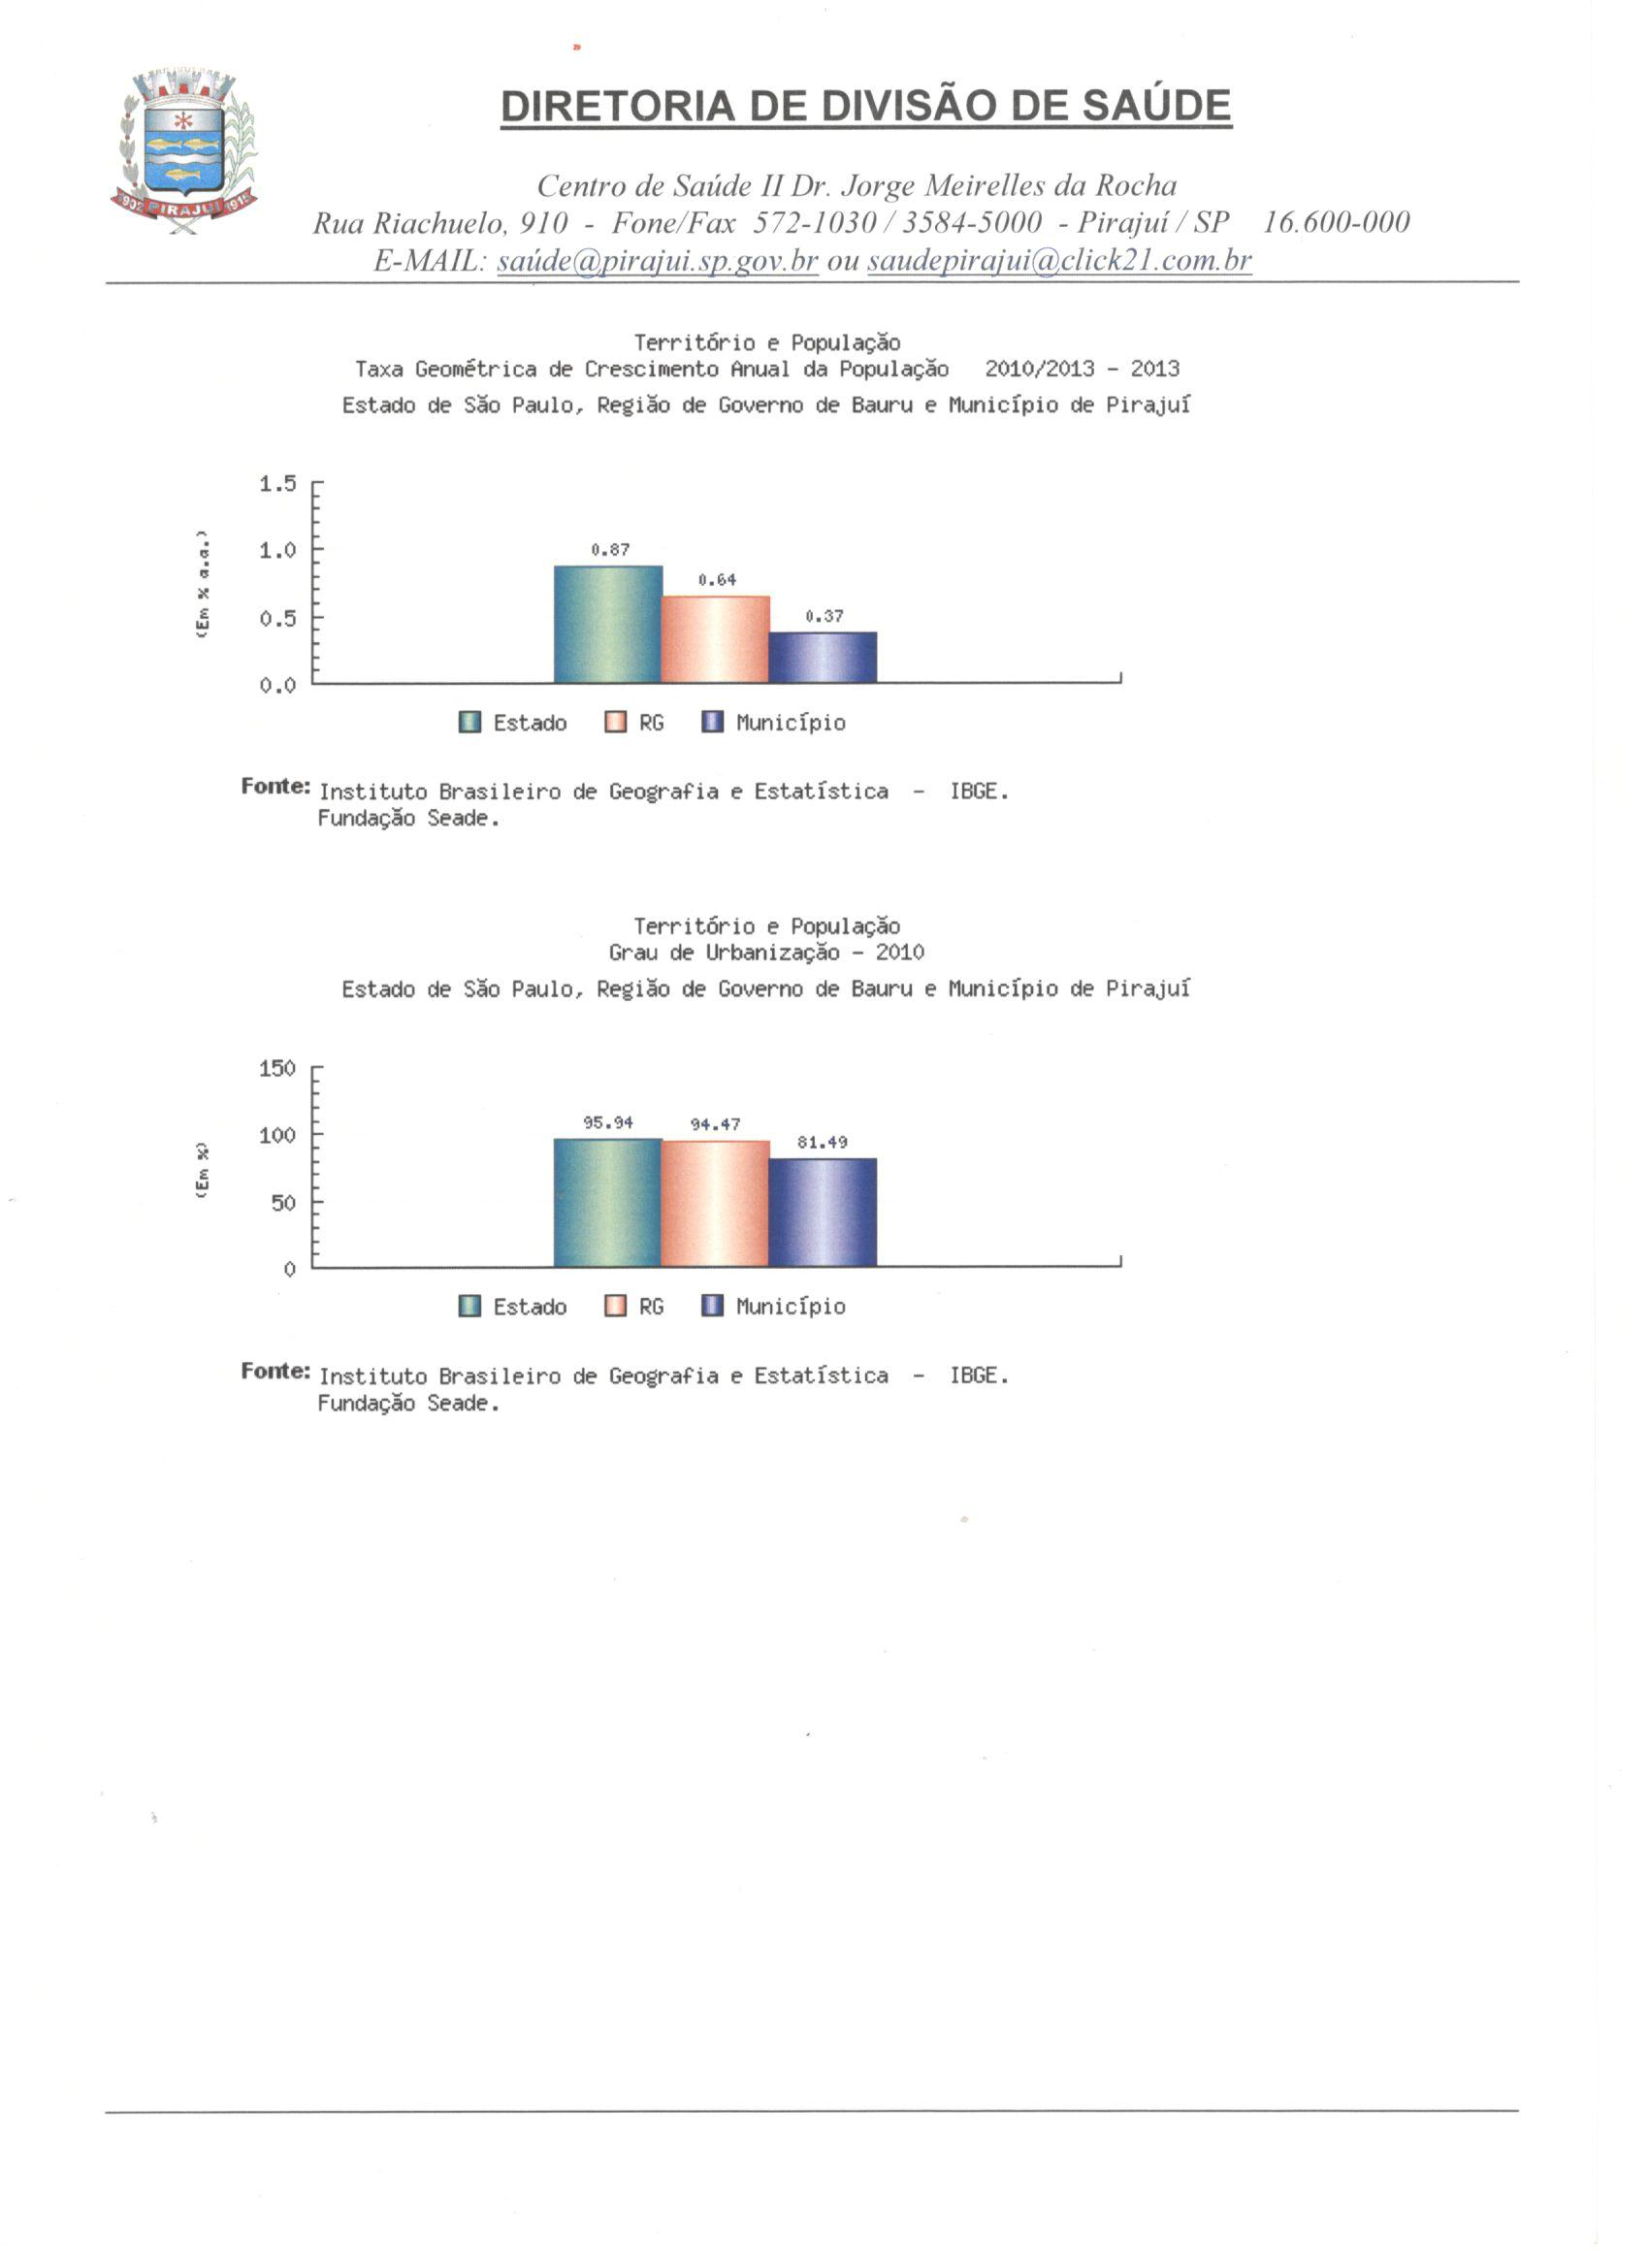 DIRETORIA DE DIVISÃO DE SAÚDE
1902 PIRAJUI 1915
Centro de Saúde II Dr. Jorge Meirelles da Rocha
Rua Riachuelo, 910 - Fone/Fax 572-1030 / 3584-5000 - Pirajuí / SP 16.600-000
E-MAIL: saúde@pirajui.sp.gov.br ou saudepirajui@click21.com.br
Território e População
Taxa Geométrica de Crescimento Anual da População 2010/2013 - 2013
Estado de São Paulo, Região de Governo de Bauru e Município de Pirajuí
(Em % a.a.)
1.5
1.0
0.5
0.0
0.87
0.64
0.37
Estado RG Município
Fonte: Instituto Brasileiro de Geografia e Estatística - IBGE.
Fundação Seade.
Território e População
Grau de Urbanização - 2010
Estado de São Paulo, Região de Governo de Bauru e Município de Pirajuí
(Em %)
150
100
50
0
95.94
94.47
81.49
Estado RG Município
Fonte: Instituto Brasileiro de Geografia e Estatística - IBGE.
Fundação Seade.